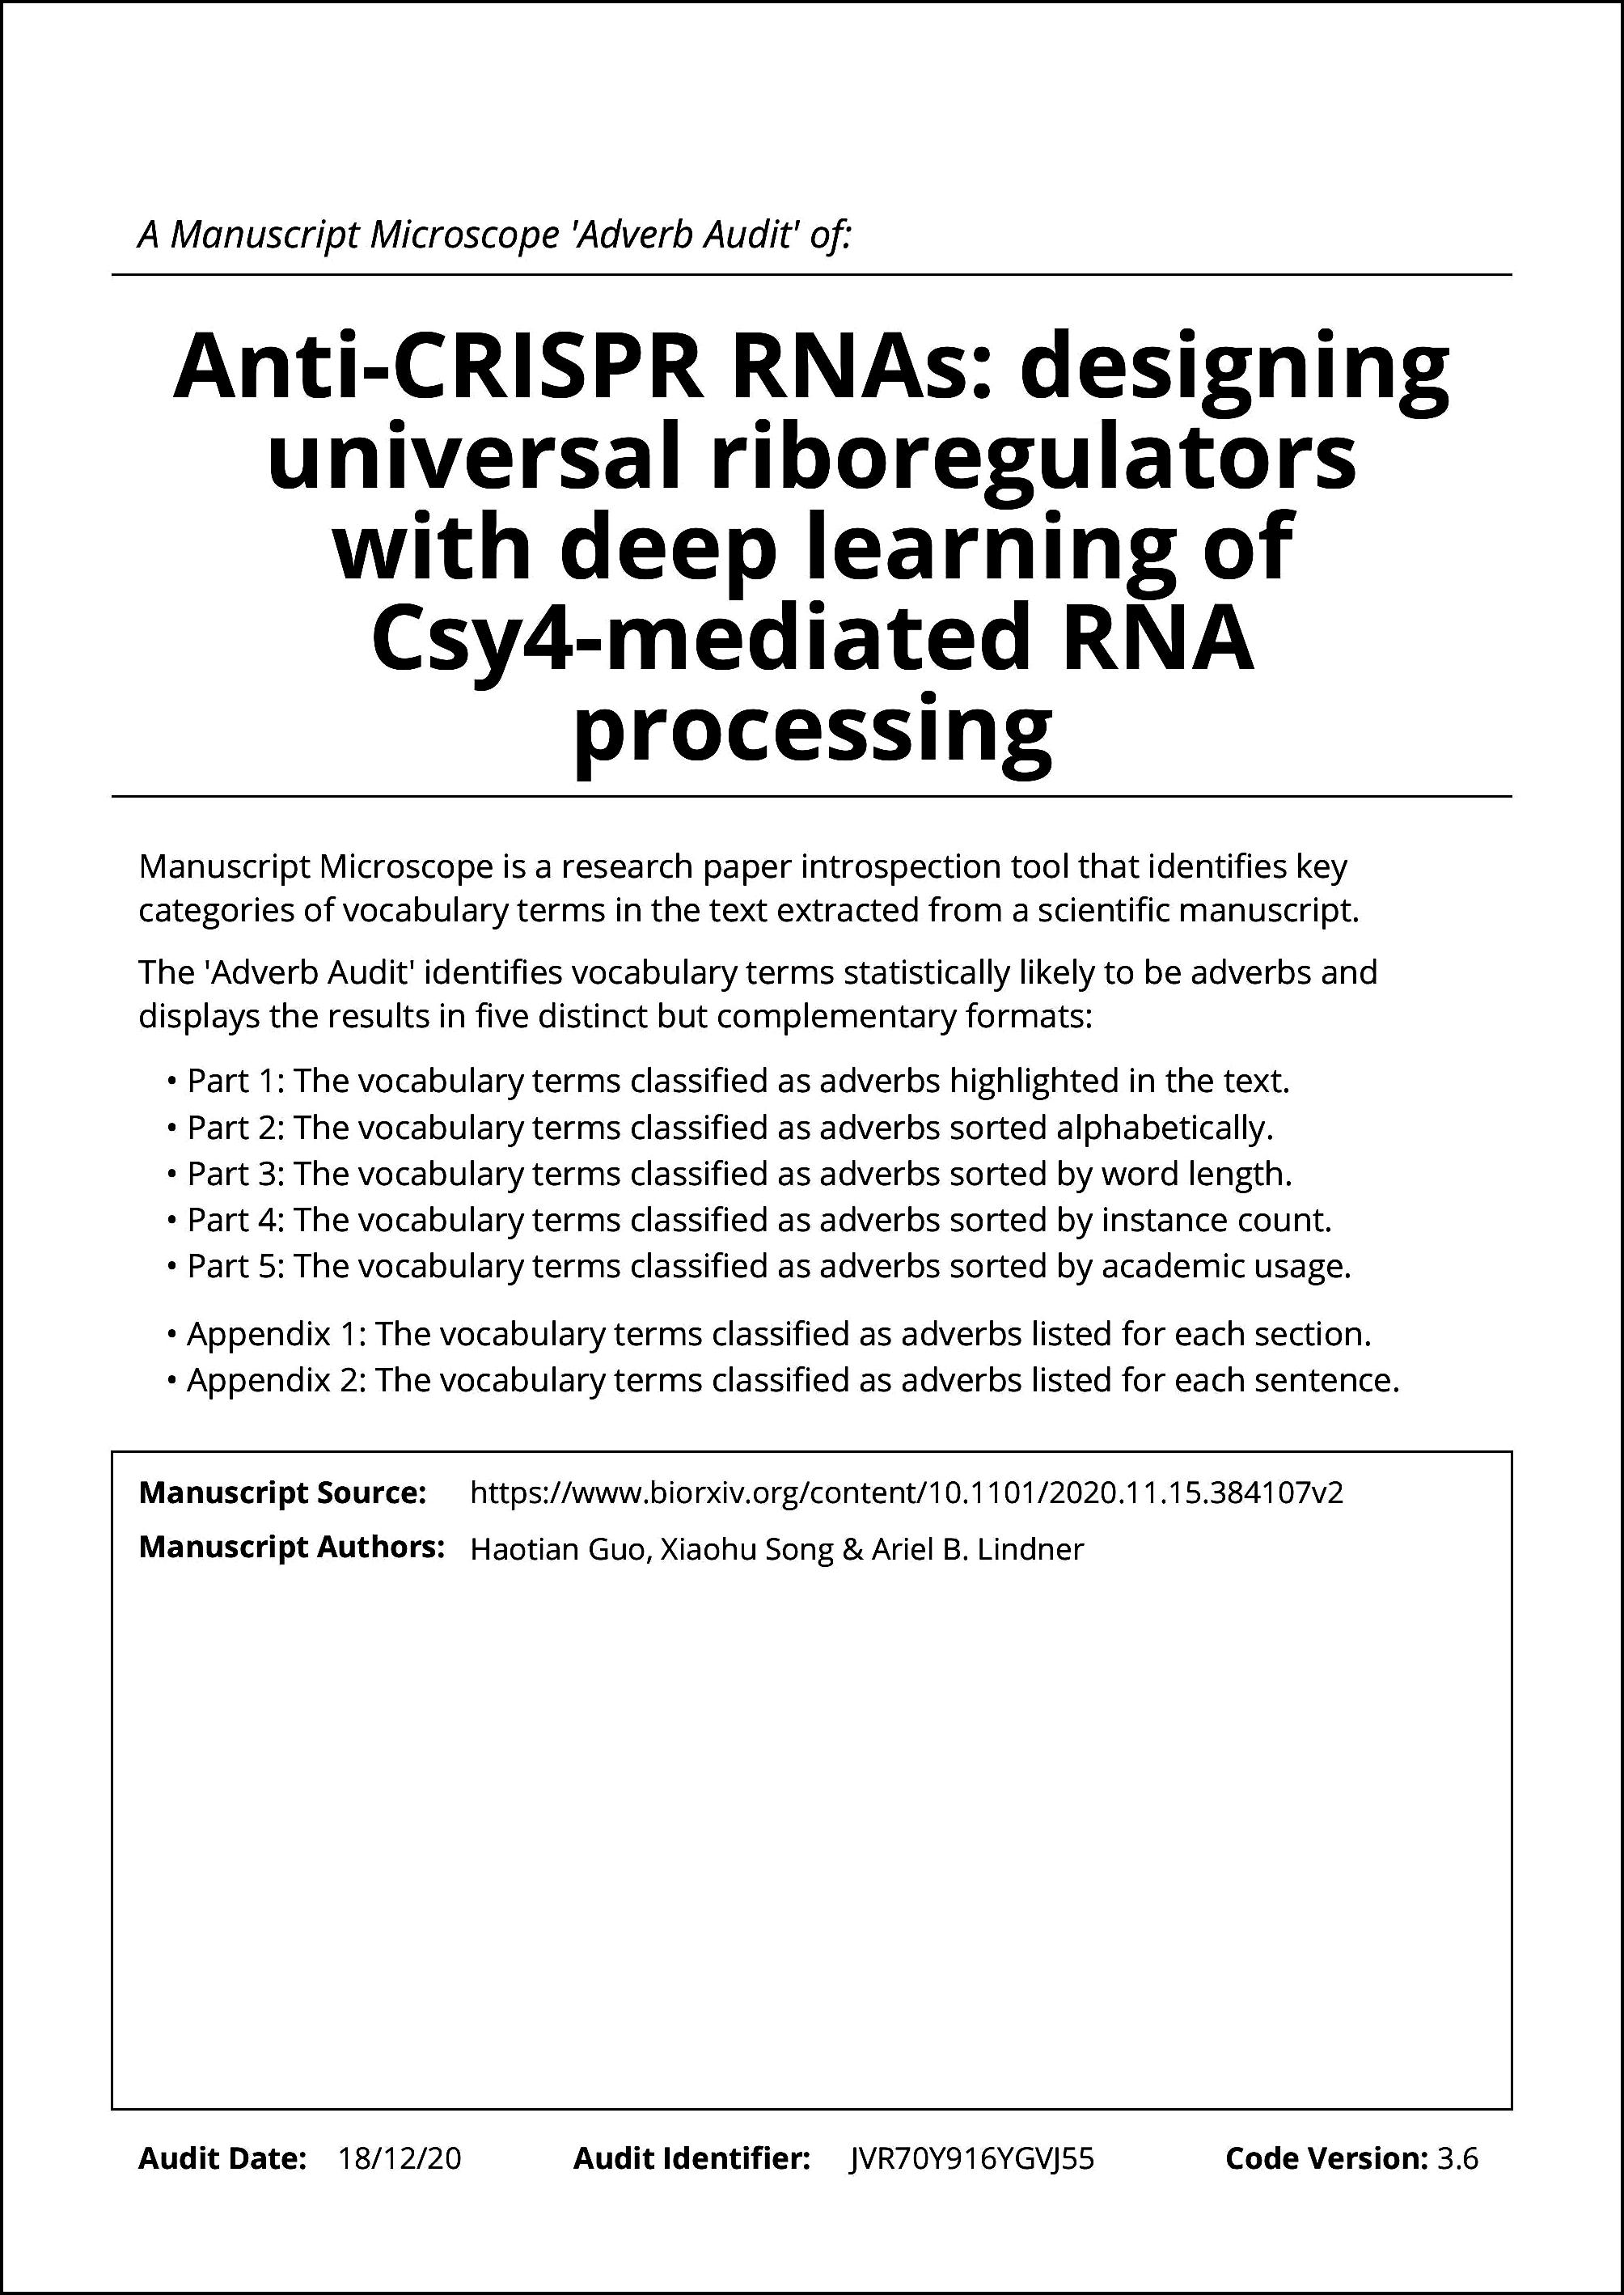 A Manuscript Microscope 'Adverb Audit' of:
Anti-CRISPR RNAs: designing
universal riboregulators
with deep learning of
Csy4-mediated RNA
processing
Manuscript Microscope is a research paper introspection tool that identifies key
categories of vocabulary terms in the text extracted from a scientific manuscript.
The 'Adverb Audit' identifies vocabulary terms statistically likely to be adverbs and
displays the results in five distinct but complementary formats:
• Part 1: The vocabulary terms classified as adverbs highlighted in the text.
• Part 2: The vocabulary terms classified as adverbs sorted alphabetically.
• Part 3: The vocabulary terms classified as adverbs sorted by word length.
• Part 4: The vocabulary terms classified as adverbs sorted by instance count.
• Part 5: The vocabulary terms classified as adverbs sorted by academic usage.
• Appendix 1: The vocabulary terms classified as adverbs listed for each section.
• Appendix 2: The vocabulary terms classified as adverbs listed for each sentence.
Manuscript Source: https://www.biorxiv.org/content/10.1101/2020.11.15.384107v2
Manuscript Authors: Haotian Guo, Xiaohu Song & Ariel B. Lindner
Audit Date: 18/12/20 Audit Identifier: JVR70Y916YGVJ55 Code Version: 3.6